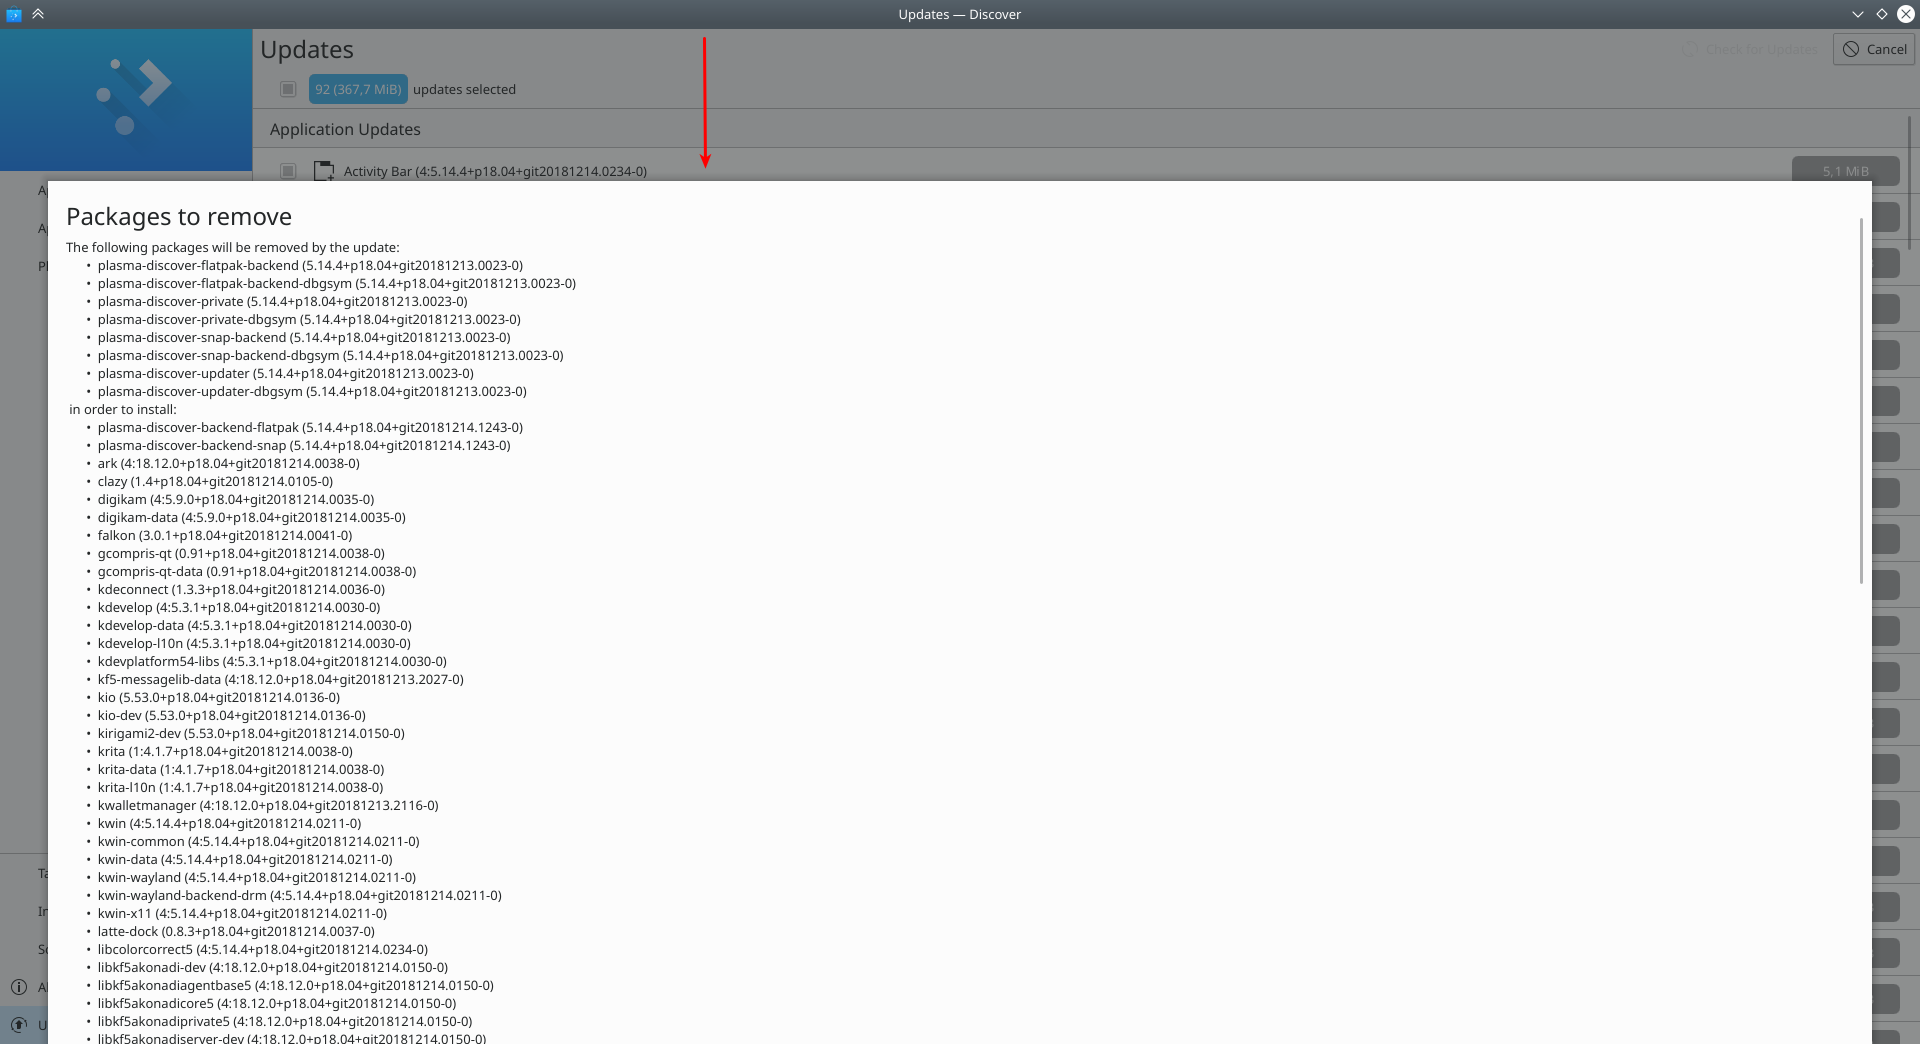 Updates — Discover
Updates
Check for Updates
Cancel
92 (367,7 MiB) updates selected
Application Updates
Activity Bar (4:5.14.4+p18.04+git20181214.0234-0)
5,1 MiB
Packages to remove
The following packages will be removed by the update:
• plasma-discover-flatpak-backend (5.14.4+p18.04+git20181213.0023-0)
• plasma-discover-flatpak-backend-dbgsym (5.14.4+p18.04+git20181213.0023-0)
• plasma-discover-private (5.14.4+p18.04+git20181213.0023-0)
• plasma-discover-private-dbgsym (5.14.4+p18.04+git20181213.0023-0)
• plasma-discover-snap-backend (5.14.4+p18.04+git20181213.0023-0)
• plasma-discover-snap-backend-dbgsym (5.14.4+p18.04+git20181213.0023-0)
• plasma-discover-updater (5.14.4+p18.04+git20181213.0023-0)
• plasma-discover-updater-dbgsym (5.14.4+p18.04+git20181213.0023-0)
in order to install:
• plasma-discover-backend-flatpak (5.14.4+p18.04+git20181214.1243-0)
• plasma-discover-backend-snap (5.14.4+p18.04+git20181214.1243-0)
• ark (4:18.12.0+p18.04+git20181214.0038-0)
• clazy (1.4+p18.04+git20181214.0105-0)
• digikam (4:5.9.0+p18.04+git20181214.0035-0)
• digikam-data (4:5.9.0+p18.04+git20181214.0035-0)
• falkon (3.0.1+p18.04+git20181214.0041-0)
• gcompris-qt (0.91+p18.04+git20181214.0038-0)
• gcompris-qt-data (0.91+p18.04+git20181214.0038-0)
• kdeconnect (1.3.3+p18.04+git20181214.0036-0)
• kdevelop (4:5.3.1+p18.04+git20181214.0030-0)
• kdevelop-data (4:5.3.1+p18.04+git20181214.0030-0)
• kdevelop-l10n (4:5.3.1+p18.04+git20181214.0030-0)
• kdevplatform54-libs (4:5.3.1+p18.04+git20181214.0030-0)
• kf5-messagelib-data (4:18.12.0+p18.04+git20181213.2027-0)
• kio (5.53.0+p18.04+git20181214.0136-0)
• kio-dev (5.53.0+p18.04+git20181214.0136-0)
• kirigami2-dev (5.53.0+p18.04+git20181214.0150-0)
• krita (1:4.1.7+p18.04+git20181214.0038-0)
• krita-data (1:4.1.7+p18.04+git20181214.0038-0)
• krita-l10n (1:4.1.7+p18.04+git20181214.0038-0)
• kwalletmanager (4:18.12.0+p18.04+git20181213.2116-0)
• kwin (4:5.14.4+p18.04+git20181214.0211-0)
• kwin-common (4:5.14.4+p18.04+git20181214.0211-0)
• kwin-data (4:5.14.4+p18.04+git20181214.0211-0)
• kwin-wayland (4:5.14.4+p18.04+git20181214.0211-0)
• kwin-wayland-backend-drm (4:5.14.4+p18.04+git20181214.0211-0)
• kwin-x11 (4:5.14.4+p18.04+git20181214.0211-0)
• latte-dock (0.8.3+p18.04+git20181214.0037-0)
• libcolorcorrect5 (4:5.14.4+p18.04+git20181214.0234-0)
• libkf5akonadi-dev (4:18.12.0+p18.04+git20181214.0150-0)
• libkf5akonadiagentbase5 (4:18.12.0+p18.04+git20181214.0150-0)
• libkf5akonadicore5 (4:18.12.0+p18.04+git20181214.0150-0)
• libkf5akonadiprivate5 (4:18.12.0+p18.04+git20181214.0150-0)
• libkf5akonadiserver-dev (4:18.12.0+p18.04+git20181214.0150-0)